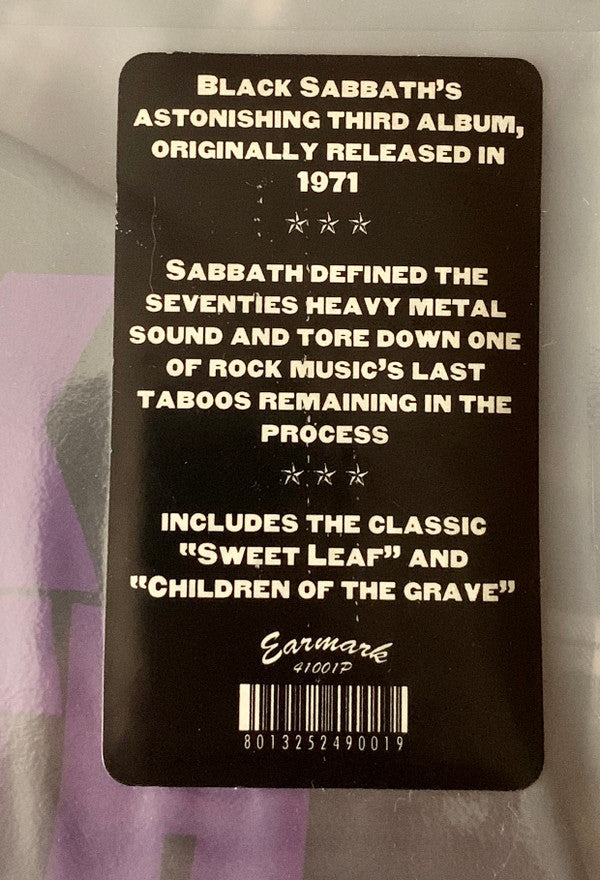 BLACK SABBATH'S
ASTONISHING THIRD ALBUM,
ORIGINALLY RELEASED IN
1971
SABBATH DEFINED THE
SEVENTIES HEAVY METAL
SOUND AND TORE DOWN ONE
OF ROCK MUSIC'S LAST
TABOOS REMAINING IN THE
PROCESS
INCLUDES THE CLASSIC
"SWEET LEAF" AND
"CHILDREN OF THE GRAVE"
Earmark
41001P
8013252490019